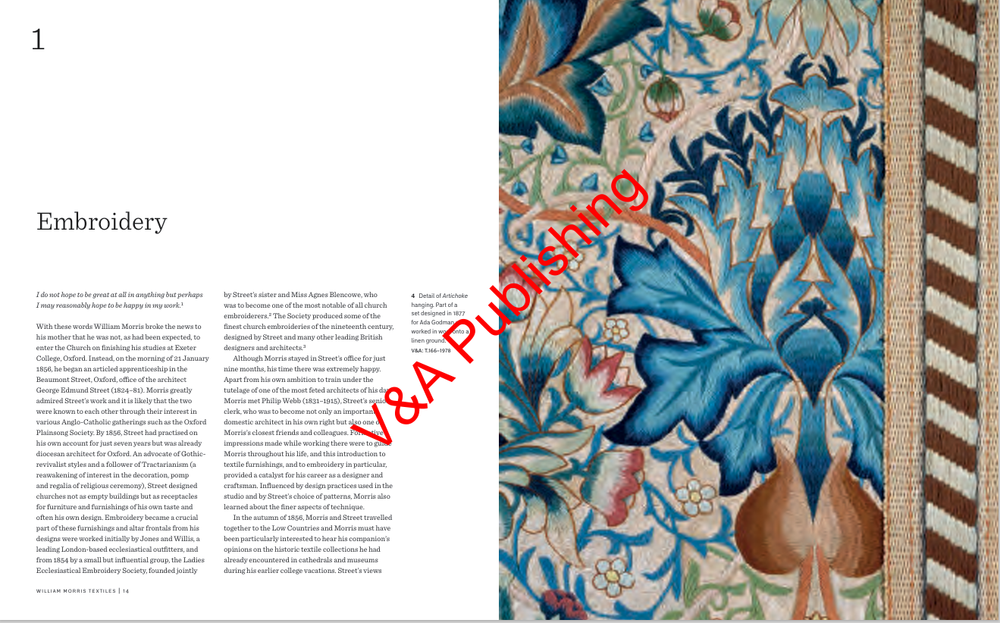 1
Embroidery
I do not hope to be great at all in anything but perhaps
I may reasonably hope to be happy in my work.¹
With these words William Morris broke the news to
his mother that he was not, as had been expected, to
enter the Church on finishing his studies at Exeter
College, Oxford. Instead, on the morning of 21 January
1856, he began an articled apprenticeship in the
Beaumont Street, Oxford, office of the architect
George Edmund Street (1824–81). Morris greatly
admired Street's work and it is likely that the two
were known to each other through their interest in
various Anglo-Catholic gatherings such as the Oxford
Plainsong Society. By 1856, Street had practised on
his own account for just seven years but was already
diocesan architect for Oxford. An advocate of Gothic-
revivalist styles and a follower of Tractarianism (a
reawakening of interest in the decoration, pomp
and regalia of religious ceremony), Street designed
churches not as empty buildings but as receptacles
for furniture and furnishings of his own taste and
often his own design. Embroidery became a crucial
part of these furnishings and altar frontals from his
designs were worked initially by Jones and Willis, a
leading London-based ecclesiastical outfitters, and
from 1854 by a small but influential group, the Ladies
Ecclesiastical Embroidery Society, founded jointly
by Street's sister and Miss Agnes Blencowe, who
was to become one of the most notable of all church
embroiderers.² The Society produced some of the
finest church embroideries of the nineteenth century,
designed by Street and many other leading British
designers and architects.³
Although Morris stayed in Street's office for just
nine months, his time there was extremely happy.
Apart from his own ambition to train under the
tutelage of one of the most feted architects of his day,
Morris met Philip Webb (1831–1915), Street's senior
clerk, who was to become not only an important
domestic architect in his own right but also one of
Morris's closest friends and colleagues. Formative
impressions made while working there were to guide
Morris throughout his life, and this introduction to
textile furnishings, and to embroidery in particular,
provided a catalyst for his career as a designer and
craftsman. Influenced by design practices used in the
studio and by Street's choice of patterns, Morris also
learned about the finer aspects of technique.
In the autumn of 1856, Morris and Street travelled
together to the Low Countries and Morris must have
been particularly interested to hear his companion's
opinions on the historic textile collections he had
already encountered in cathedrals and museums
during his earlier college vacations. Street's views
4 Detail of Artichoke
hanging. Part of a
set designed in 1877
for Ada Godman
worked in wool onto a
linen ground.
V&A: T.166–1978
V&A Publishing
WILLIAM MORRIS TEXTILES | 14